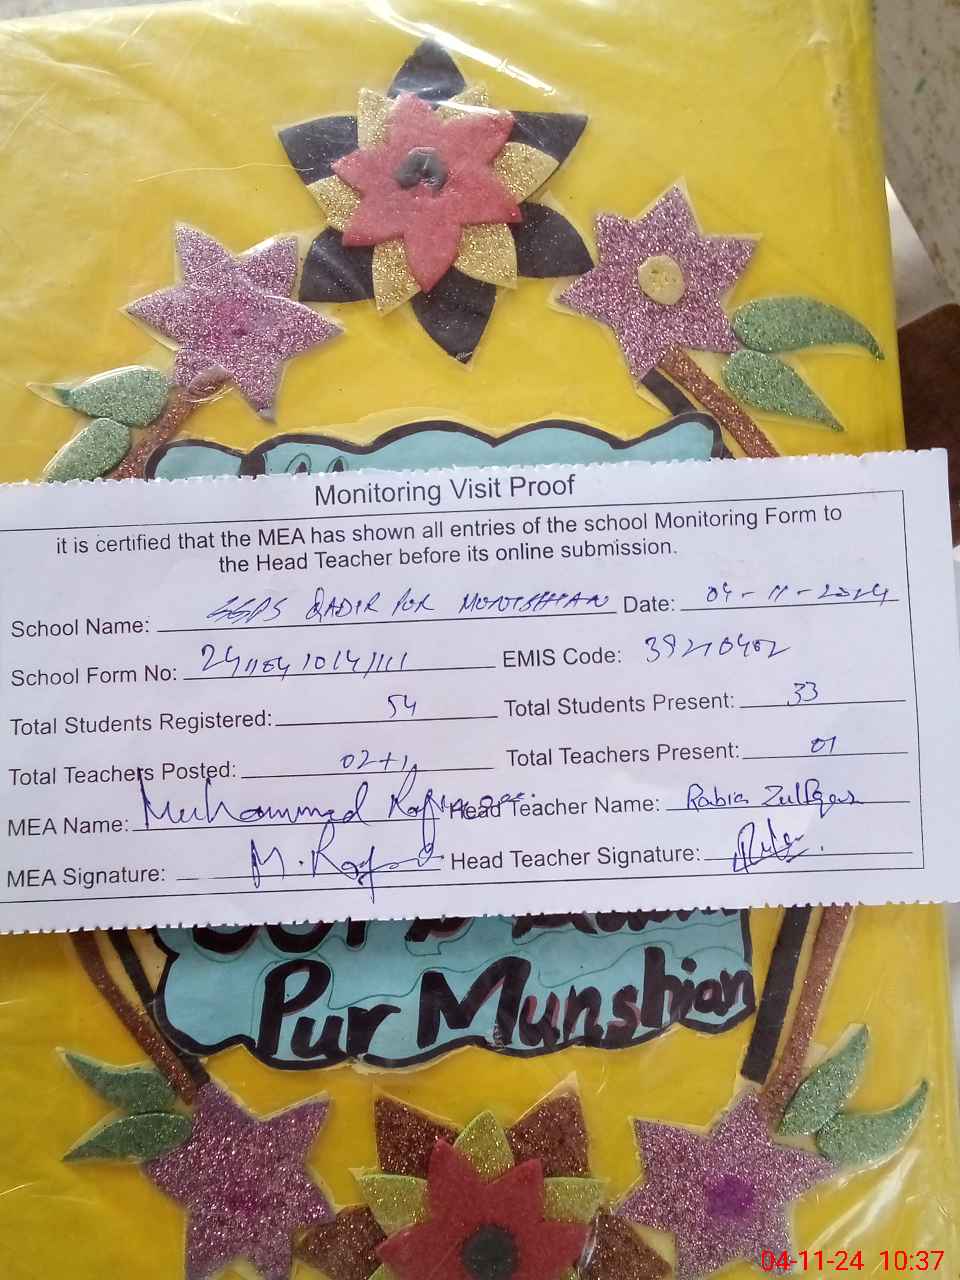 Monitoring Visit Proof
it is certified that the MEA has shown all entries of the school Monitoring Form to
the Head Teacher before its online submission.
School Name: GGPS QADIR PUR MUNSHIAN Date: 04-11-2024
School Form No: EMIS Code: 38210402
Total Students Registered: 54 Total Students Present: 33
Total Teachers Posted: 02+1 Total Teachers Present: 01
MEA Name: Muhammad Head Teacher Name: Rabia Zulfqar
MEA Signature: M. Head Teacher Signature:
Pur Munshian
04-11-24 10:37